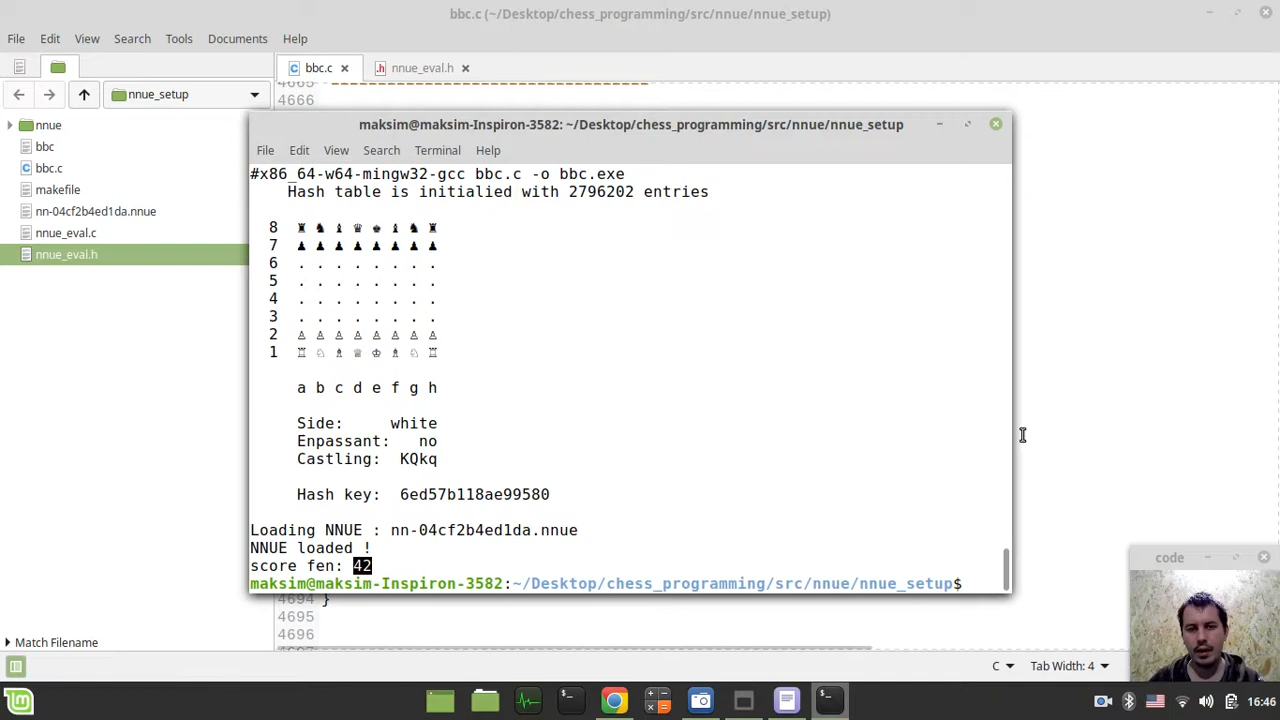 bbc.c (~/Desktop/chess_programming/src/nnue/nnue_setup)
File Edit View Search Tools Documents Help
bbc.c nnue_eval.h
nnue_setup
4665
4666
nnue
bbc
bbc.c
makefile
nn-04cf2b4ed1da.nnue
nnue_eval.c
nnue_eval.h
maksim@maksim-Inspiron-3582: ~/Desktop/chess_programming/src/nnue/nnue_setup
File Edit View Search Terminal Help
#x86_64-w64-mingw32-gcc bbc.c -o bbc.exe
Hash table is initialied with 2796202 entries
8 ♜ ♞ ♝ ♛ ♚ ♝ ♞ ♜
7 ♟ ♟ ♟ ♟ ♟ ♟ ♟ ♟
6 . . . . . . . .
5 . . . . . . . .
4 . . . . . . . .
3 . . . . . . . .
2 ♙ ♙ ♙ ♙ ♙ ♙ ♙ ♙
1 ♖ ♘ ♗ ♕ ♔ ♗ ♘ ♖
a b c d e f g h
Side: white
Enpassant: no
Castling: KQkq
Hash key: 6ed57b118ae99580
Loading NNUE : nn-04cf2b4ed1da.nnue
NNUE loaded !
score fen: 42
maksim@maksim-Inspiron-3582:~/Desktop/chess_programming/src/nnue/nnue_setup$
4694 }
4695
4696
Match Filename
code
C Tab Width: 4
16:46